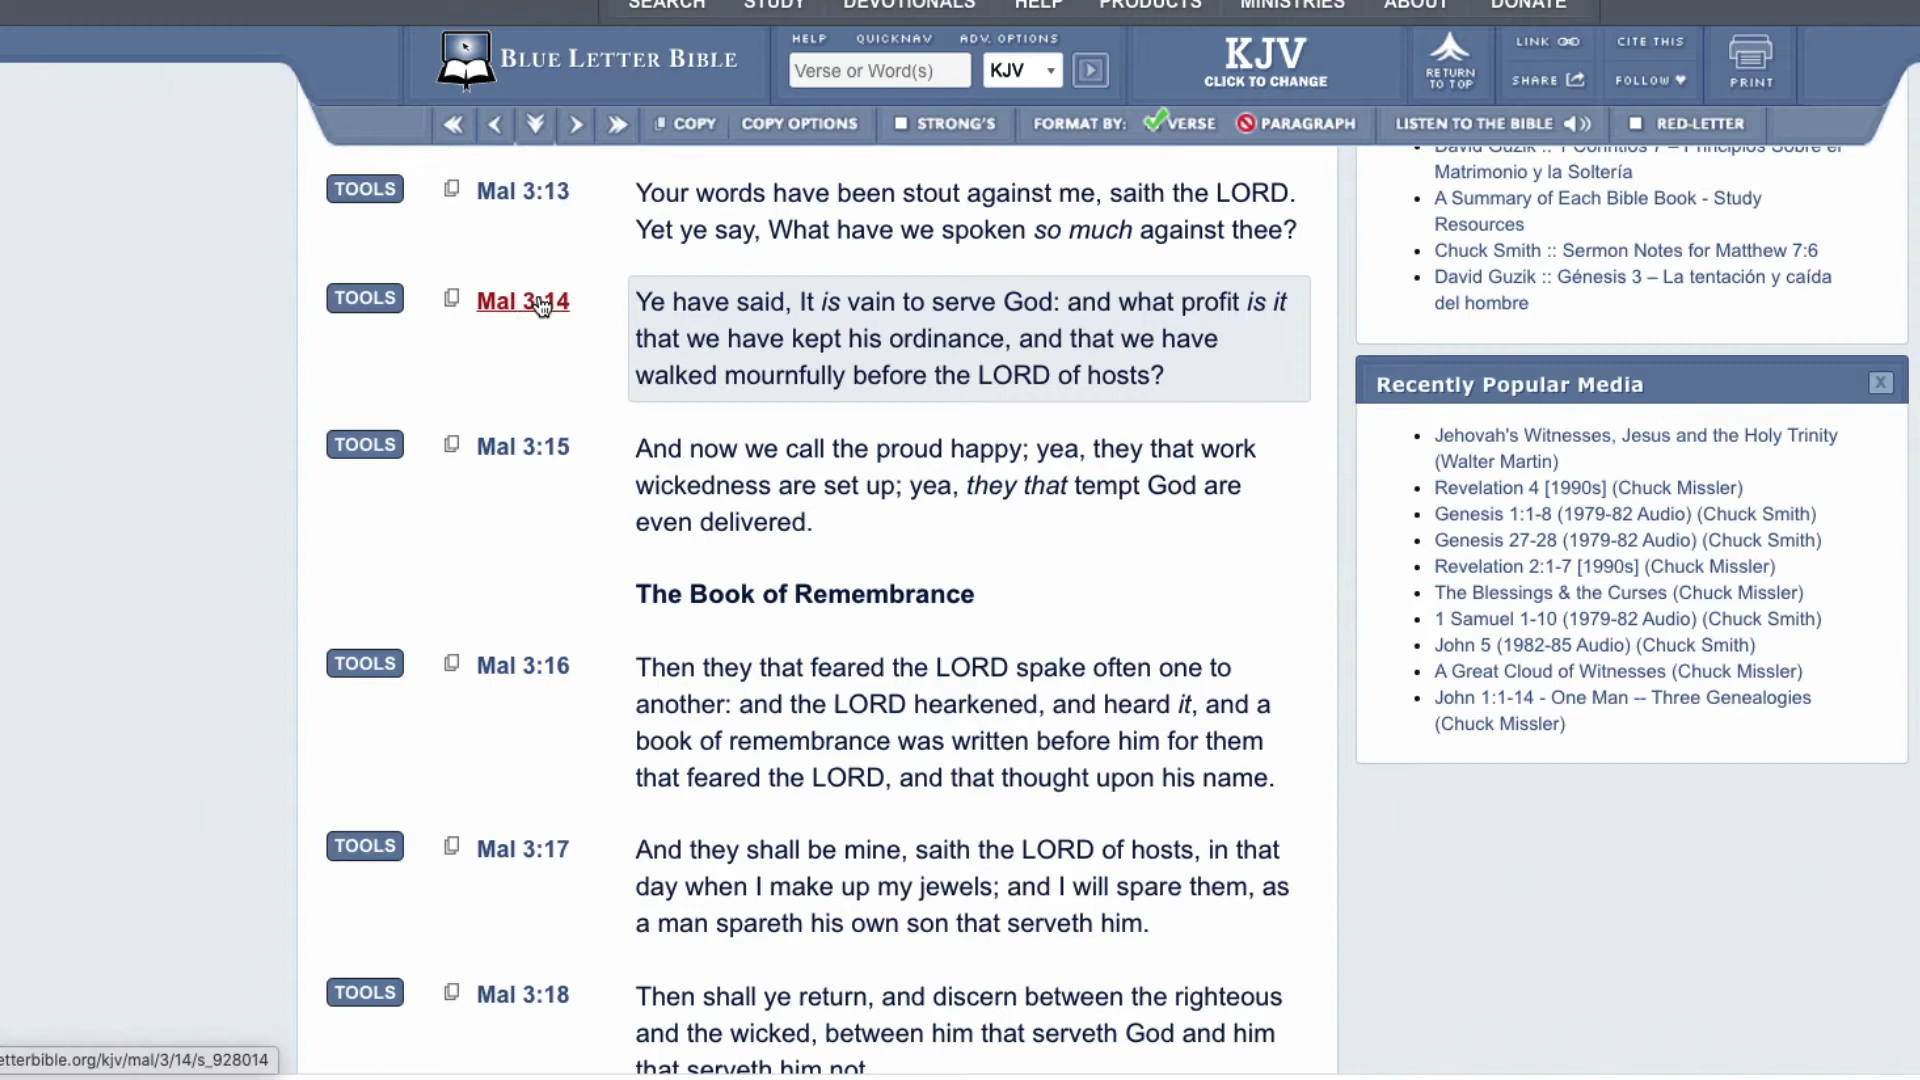 SEARCH STUDY DEVOTIONALS HELP PRODUCTS MINISTRIES ABOUT DONATE
BLUE LETTER BIBLE
HELP QUICKNAV ADV. OPTIONS
Verse or Word(s) KJV
KJV
CLICK TO CHANGE
RETURN
TO TOP
LINK
SHARE
CITE THIS
FOLLOW
PRINT
COPY COPY OPTIONS STRONG'S FORMAT BY: VERSE PARAGRAPH LISTEN TO THE BIBLE RED-LETTER
TOOLS Mal 3:13 Your words have been stout against me, saith the LORD.
Yet ye say, What have we spoken so much against thee?
TOOLS Mal 3:14 Ye have said, It is vain to serve God: and what profit is it
that we have kept his ordinance, and that we have
walked mournfully before the LORD of hosts?
TOOLS Mal 3:15 And now we call the proud happy; yea, they that work
wickedness are set up; yea, they that tempt God are
even delivered.
The Book of Remembrance
TOOLS Mal 3:16 Then they that feared the LORD spake often one to
another: and the LORD hearkened, and heard it, and a
book of remembrance was written before him for them
that feared the LORD, and that thought upon his name.
TOOLS Mal 3:17 And they shall be mine, saith the LORD of hosts, in that
day when I make up my jewels; and I will spare them, as
a man spareth his own son that serveth him.
TOOLS Mal 3:18 Then shall ye return, and discern between the righteous
and the wicked, between him that serveth God and him
that serveth him not.
etterbible.org/kjv/mal/3/14/s_928014
David Guzik :: 1 Corintios 7 – Principios Sobre el
Matrimonio y la Soltería
A Summary of Each Bible Book - Study
Resources
Chuck Smith :: Sermon Notes for Matthew 7:6
David Guzik :: Génesis 3 – La tentación y caída
del hombre
Recently Popular Media X
Jehovah's Witnesses, Jesus and the Holy Trinity
(Walter Martin)
Revelation 4 [1990s] (Chuck Missler)
Genesis 1:1-8 (1979-82 Audio) (Chuck Smith)
Genesis 27-28 (1979-82 Audio) (Chuck Smith)
Revelation 2:1-7 [1990s] (Chuck Missler)
The Blessings & the Curses (Chuck Missler)
1 Samuel 1-10 (1979-82 Audio) (Chuck Smith)
John 5 (1982-85 Audio) (Chuck Smith)
A Great Cloud of Witnesses (Chuck Missler)
John 1:1-14 - One Man -- Three Genealogies
(Chuck Missler)